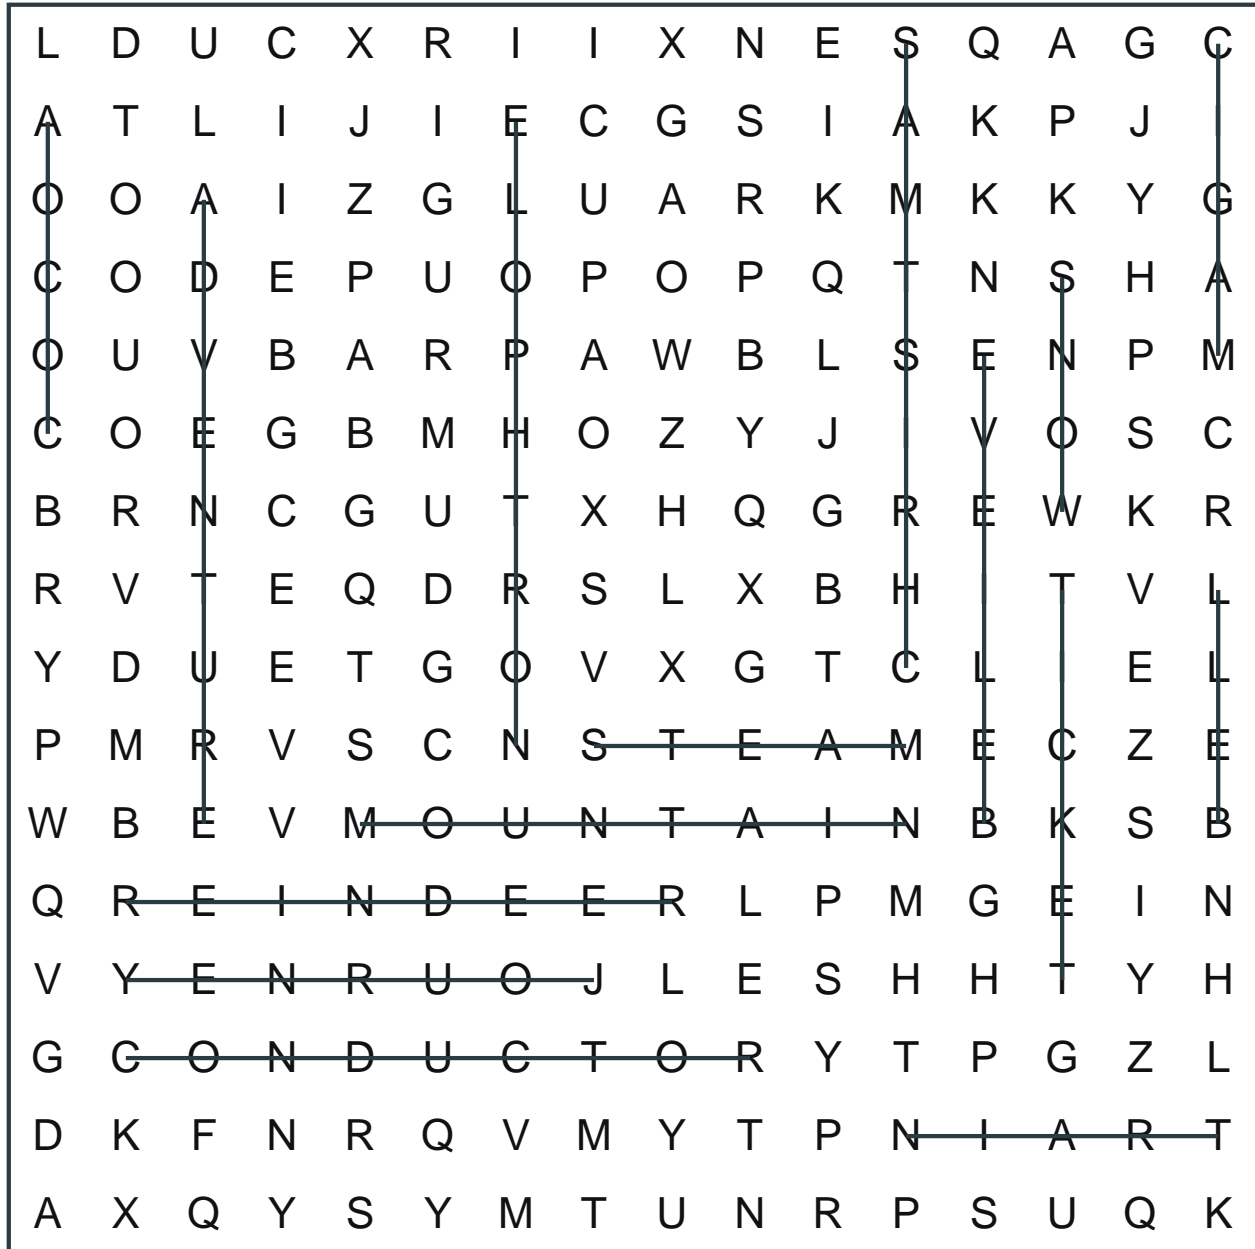 L D U C X R I I X N E S Q A G C
A T L I J I E C G S I A K P J I
O O A I Z G L U A R K M K K Y G
C O D E P U O P O P Q T N S H A
O U V B A R P A W B L S E N P M
C O E G B M H O Z Y J I V O S C
B R N C G U T X H Q G R E W K R
R V T E Q D R S L X B H I T V L
Y D U E T G O V X G T C L I E L
P M R V S C N S T E A M E C Z E
W B E V M O U N T A I N B K S B
Q R E I N D E E R L P M G E I N
V Y E N R U O J L E S H H T Y H
G C O N D U C T O R Y T P G Z L
D K F N R Q V M Y T P N I A R T
A X Q Y S Y M T U N R P S U Q K